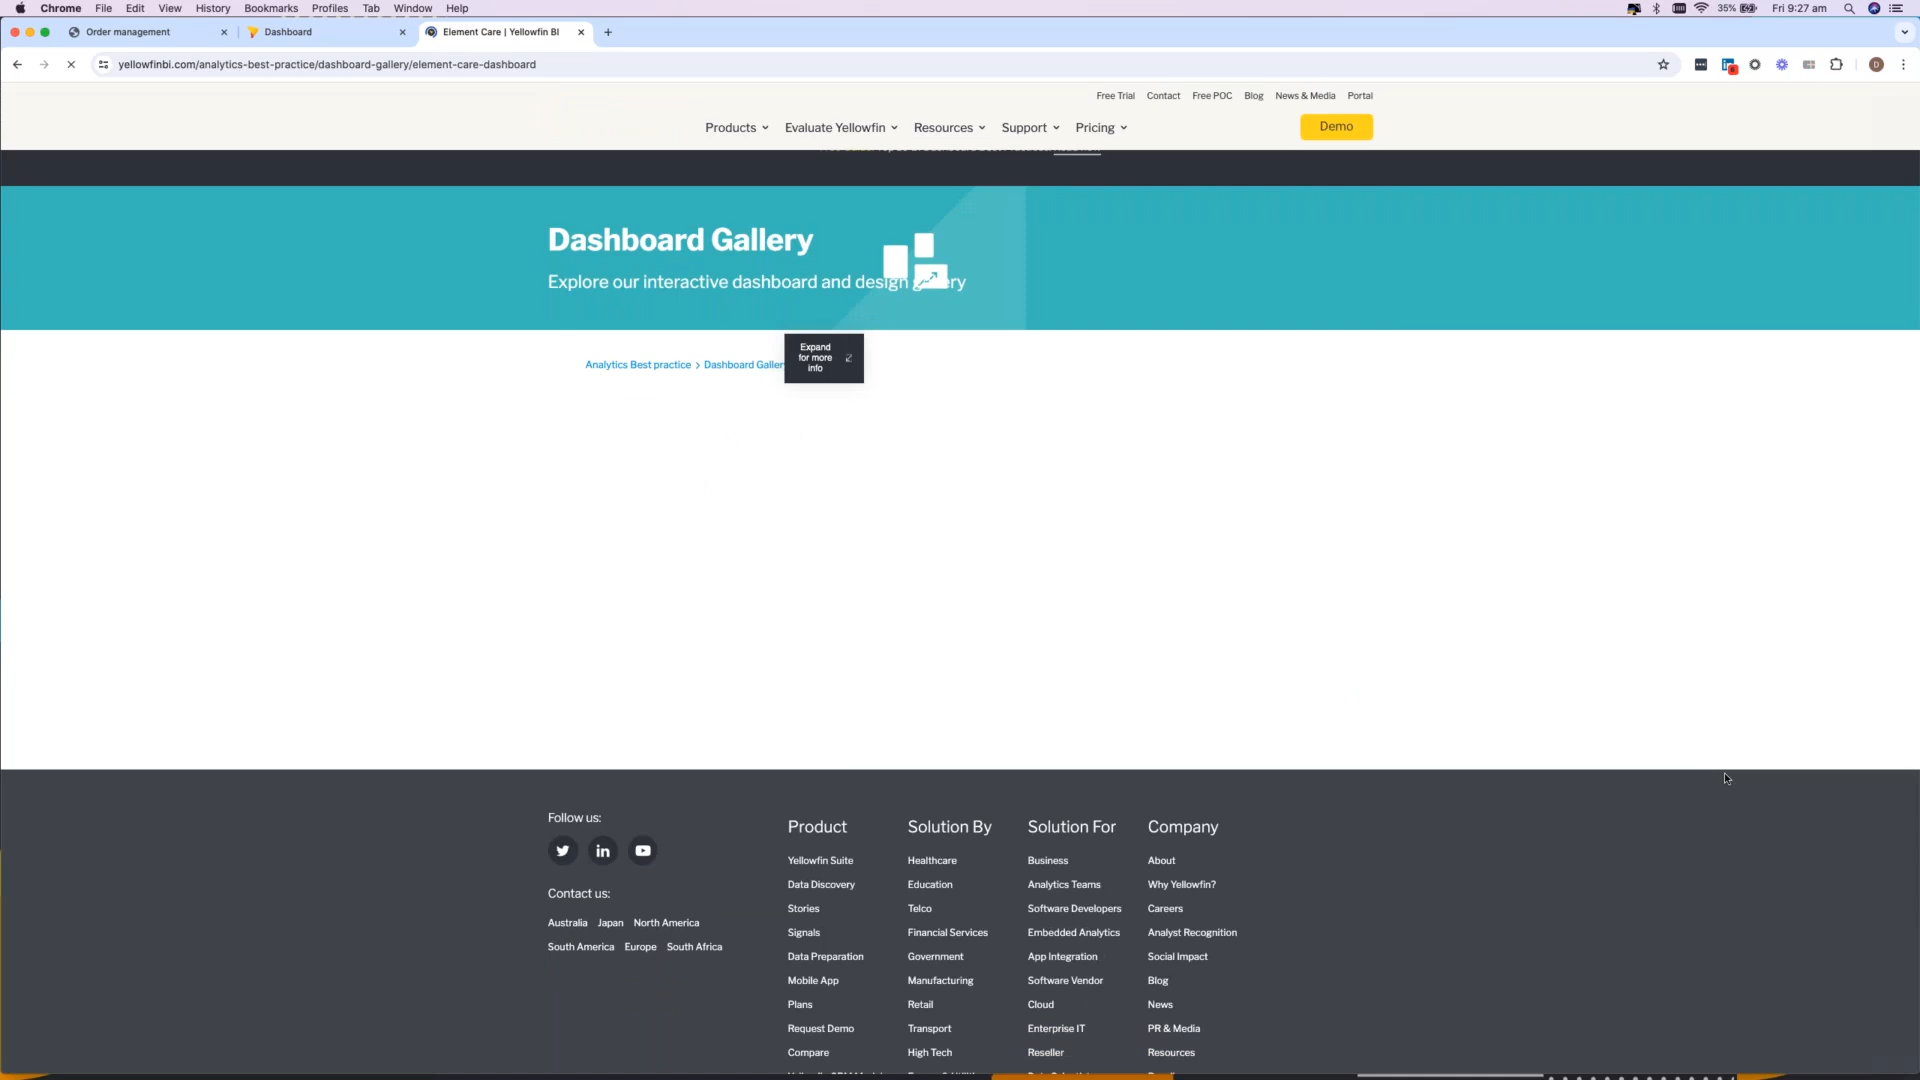 Chrome File Edit View History Bookmarks Profiles Tab Window Help 35% Fri 9:27 am
Order management Dashboard Element Care | Yellowfin BI
yellowfinbi.com/analytics-best-practice/dashboard-gallery/element-care-dashboard
Free Trial Contact Free POC Blog News & Media Portal
Products Evaluate Yellowfin Resources Support Pricing Demo
Dashboard Gallery
Explore our interactive dashboard and design gallery
Analytics Best practice > Dashboard Gallery
Expand
for more
info
Follow us:
Contact us:
Australia Japan North America
South America Europe South Africa
Product
Yellowfin Suite
Data Discovery
Stories
Signals
Data Preparation
Mobile App
Plans
Request Demo
Compare
Solution By
Healthcare
Education
Telco
Financial Services
Government
Manufacturing
Retail
Transport
High Tech
Solution For
Business
Analytics Teams
Software Developers
Embedded Analytics
App Integration
Software Vendor
Cloud
Enterprise IT
Reseller
Company
About
Why Yellowfin?
Careers
Analyst Recognition
Social Impact
Blog
News
PR & Media
Resources